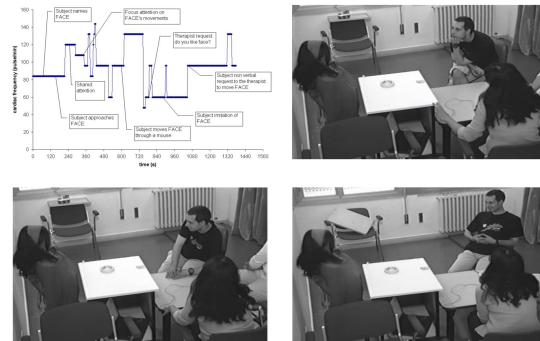 Subject names
FACE
Focus attention on
FACE's movements
Therapist request
do you like face?
Shared
attention
Subject non verbal
request to the therapist
to move FACE
Subject approaches
FACE
Subject imitation of
FACE
Subject moves FACE
through a mouse
cardiac frequency (pulse/min)
160
140
120
100
80
60
40
20
0
0 120 240 360 480 600 720 840 960 1080 1200 1320 1440 1560
time (s)